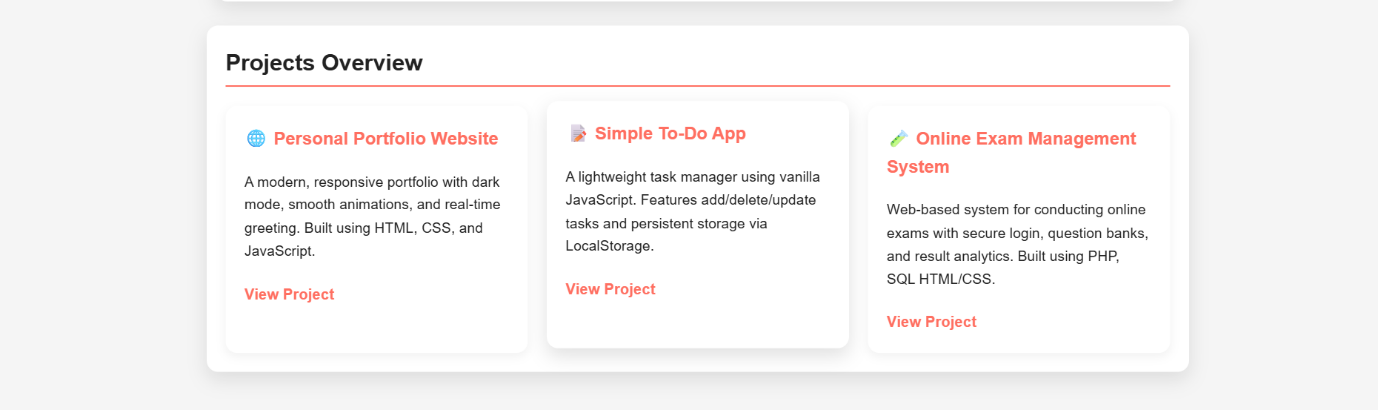 Projects Overview
Personal Portfolio Website
A modern, responsive portfolio with dark
mode, smooth animations, and real-time
greeting. Built using HTML, CSS, and
JavaScript.
View Project
Simple To-Do App
A lightweight task manager using vanilla
JavaScript. Features add/delete/update
tasks and persistent storage via
LocalStorage.
View Project
Online Exam Management
System
Web-based system for conducting online
exams with secure login, question banks,
and result analytics. Built using PHP,
SQL HTML/CSS.
View Project